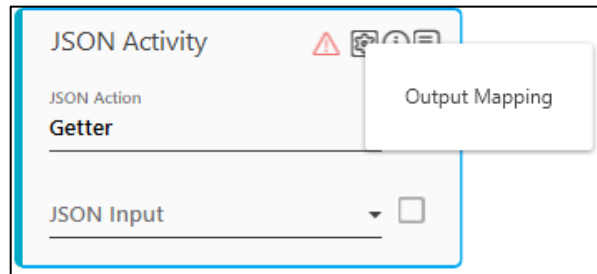 JSON Activity
Output Mapping
JSON Action
Getter
JSON Input